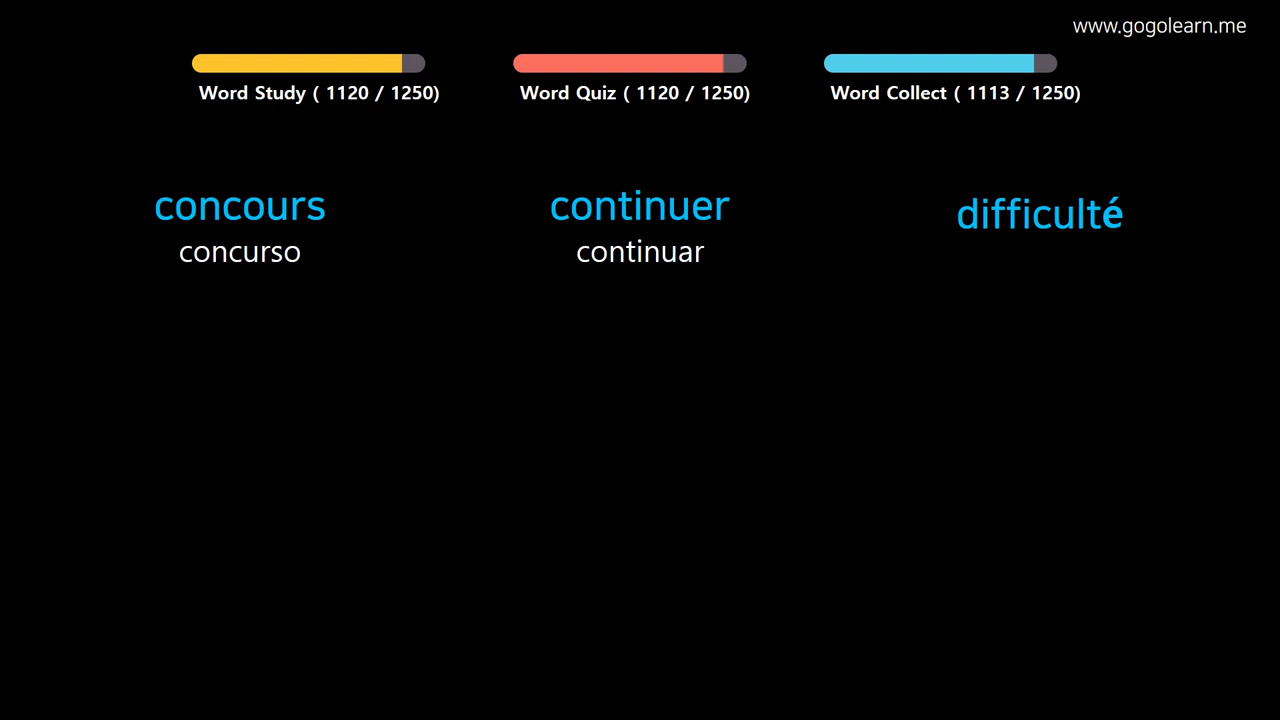 www.gogolearn.me
Word Study ( 1120 / 1250)
Word Quiz ( 1120 / 1250)
Word Collect ( 1113 / 1250)
concours
concurso
continuer
continuar
difficulté